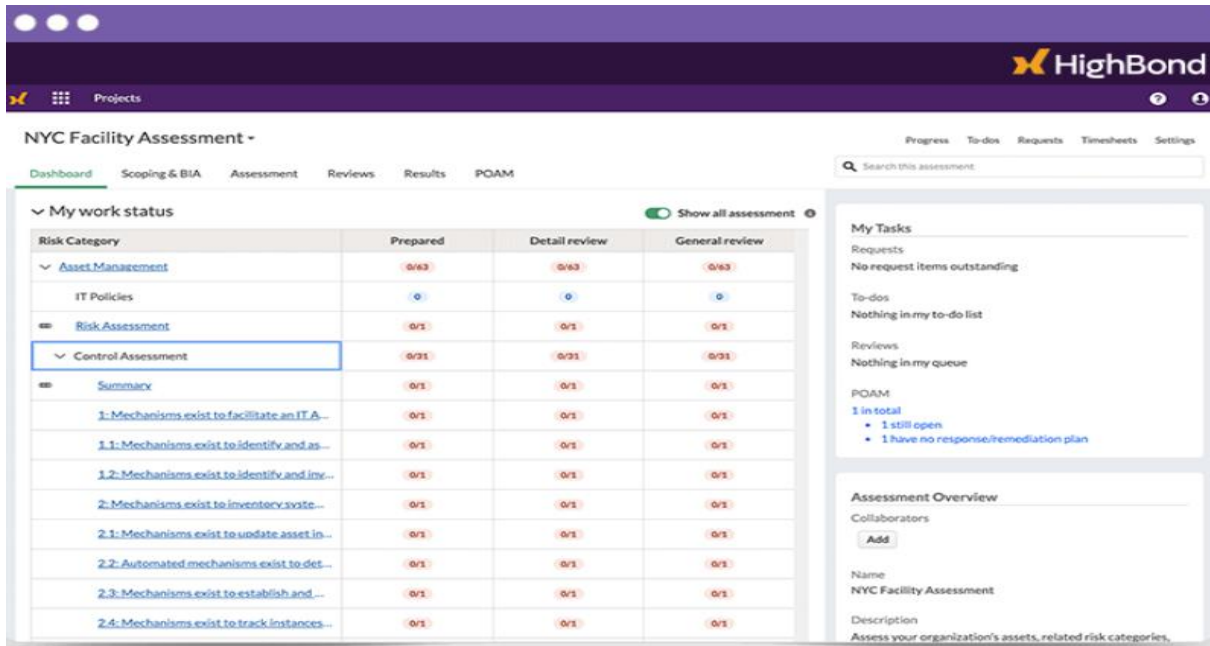 HighBond
Projects
NYC Facility Assessment
Progress To-dos Requests Timesheets Settings
Dashboard Scoping & BIA Assessment Reviews Results POAM
Search this assessment
My work status
Show all assessment
Risk Category Prepared Detail review General review
Asset Management 0/63 0/63 0/63
IT Policies 0 0 0
Risk Assessment 0/1 0/1 0/1
Control Assessment 0/31 0/31 0/31
Summary 0/1 0/1 0/1
1: Mechanisms exist to facilitate an IT A... 0/1 0/1 0/1
1.1: Mechanisms exist to identify and as... 0/1 0/1 0/1
1.2: Mechanisms exist to identify and inv... 0/1 0/1 0/1
2: Mechanisms exist to inventory syste... 0/1 0/1 0/1
2.1: Mechanisms exist to update asset in... 0/1 0/1 0/1
2.2: Automated mechanisms exist to det... 0/1 0/1 0/1
2.3: Mechanisms exist to establish and ... 0/1 0/1 0/1
2.4: Mechanisms exist to track instances... 0/1 0/1 0/1
My Tasks
Requests
No request items outstanding
To-dos
Nothing in my to-do list
Reviews
Nothing in my queue
POAM
1 in total
• 1 still open
• 1 have no response/remediation plan
Assessment Overview
Collaborators
Add
Name
NYC Facility Assessment
Description
Assess your organization's assets, related risk categories,